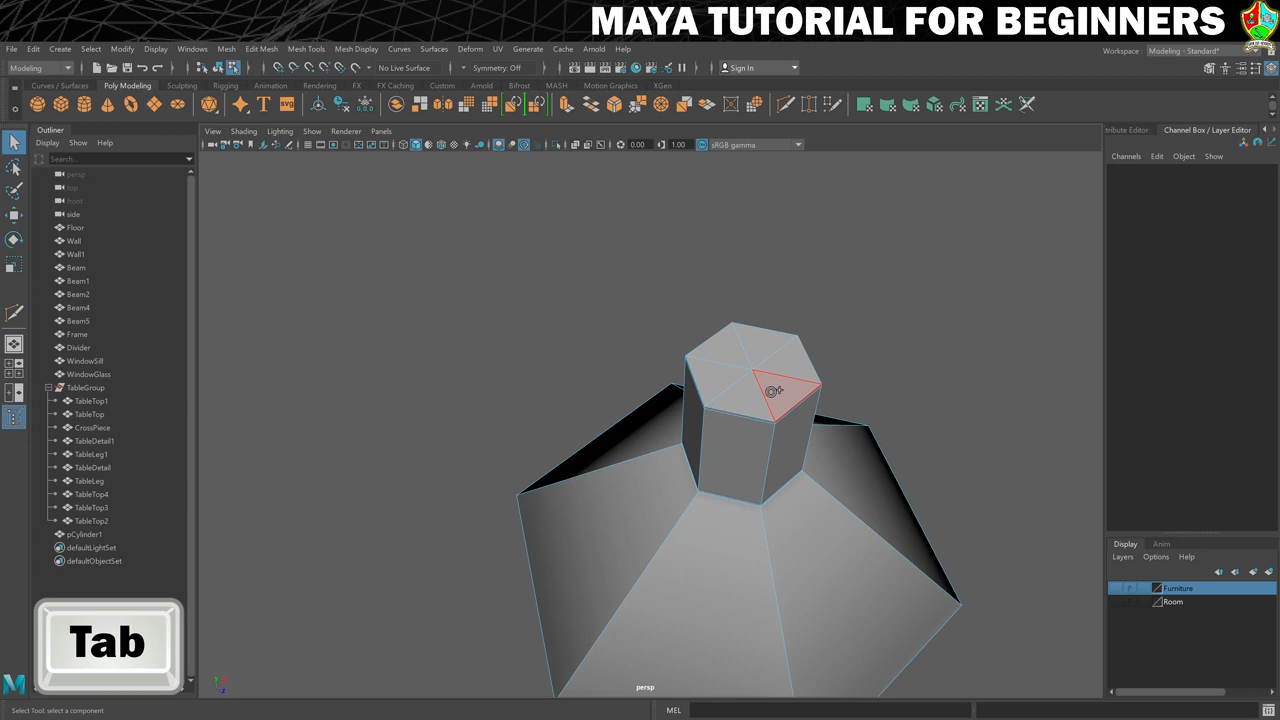 MAYA TUTORIAL FOR BEGINNERS
File Edit Create Select Modify Display Windows Mesh Edit Mesh Mesh Tools Mesh Display Curves Surfaces Deform UV Generate Cache Arnold Help
Workspace : Modeling - Standard*
Modeling No Live Surface Symmetry: Off Sign In
Curves / Surfaces Poly Modeling Sculpting Rigging Animation Rendering FX FX Caching Custom Arnold Bifrost MASH Motion Graphics XGen
Outliner
Display Show Help
Search...
persp
top
front
side
Floor
Wall
Wall1
Beam
Beam1
Beam2
Beam4
Beam5
Frame
Divider
WindowSill
WindowGlass
TableGroup
TableTop1
TableTop
CrossPiece
TableDetail1
TableLeg1
TableDetail
TableLeg
TableTop4
TableTop3
TableTop2
pCylinder1
defaultLightSet
defaultObjectSet
View Shading Lighting Show Renderer Panels
0.00 1.00 sRGB gamma
persp
tribute Editor Channel Box / Layer Editor
Channels Edit Object Show
Display Anim
Layers Options Help
P Furniture
Room
Tab
Select Tool: select a component
MEL